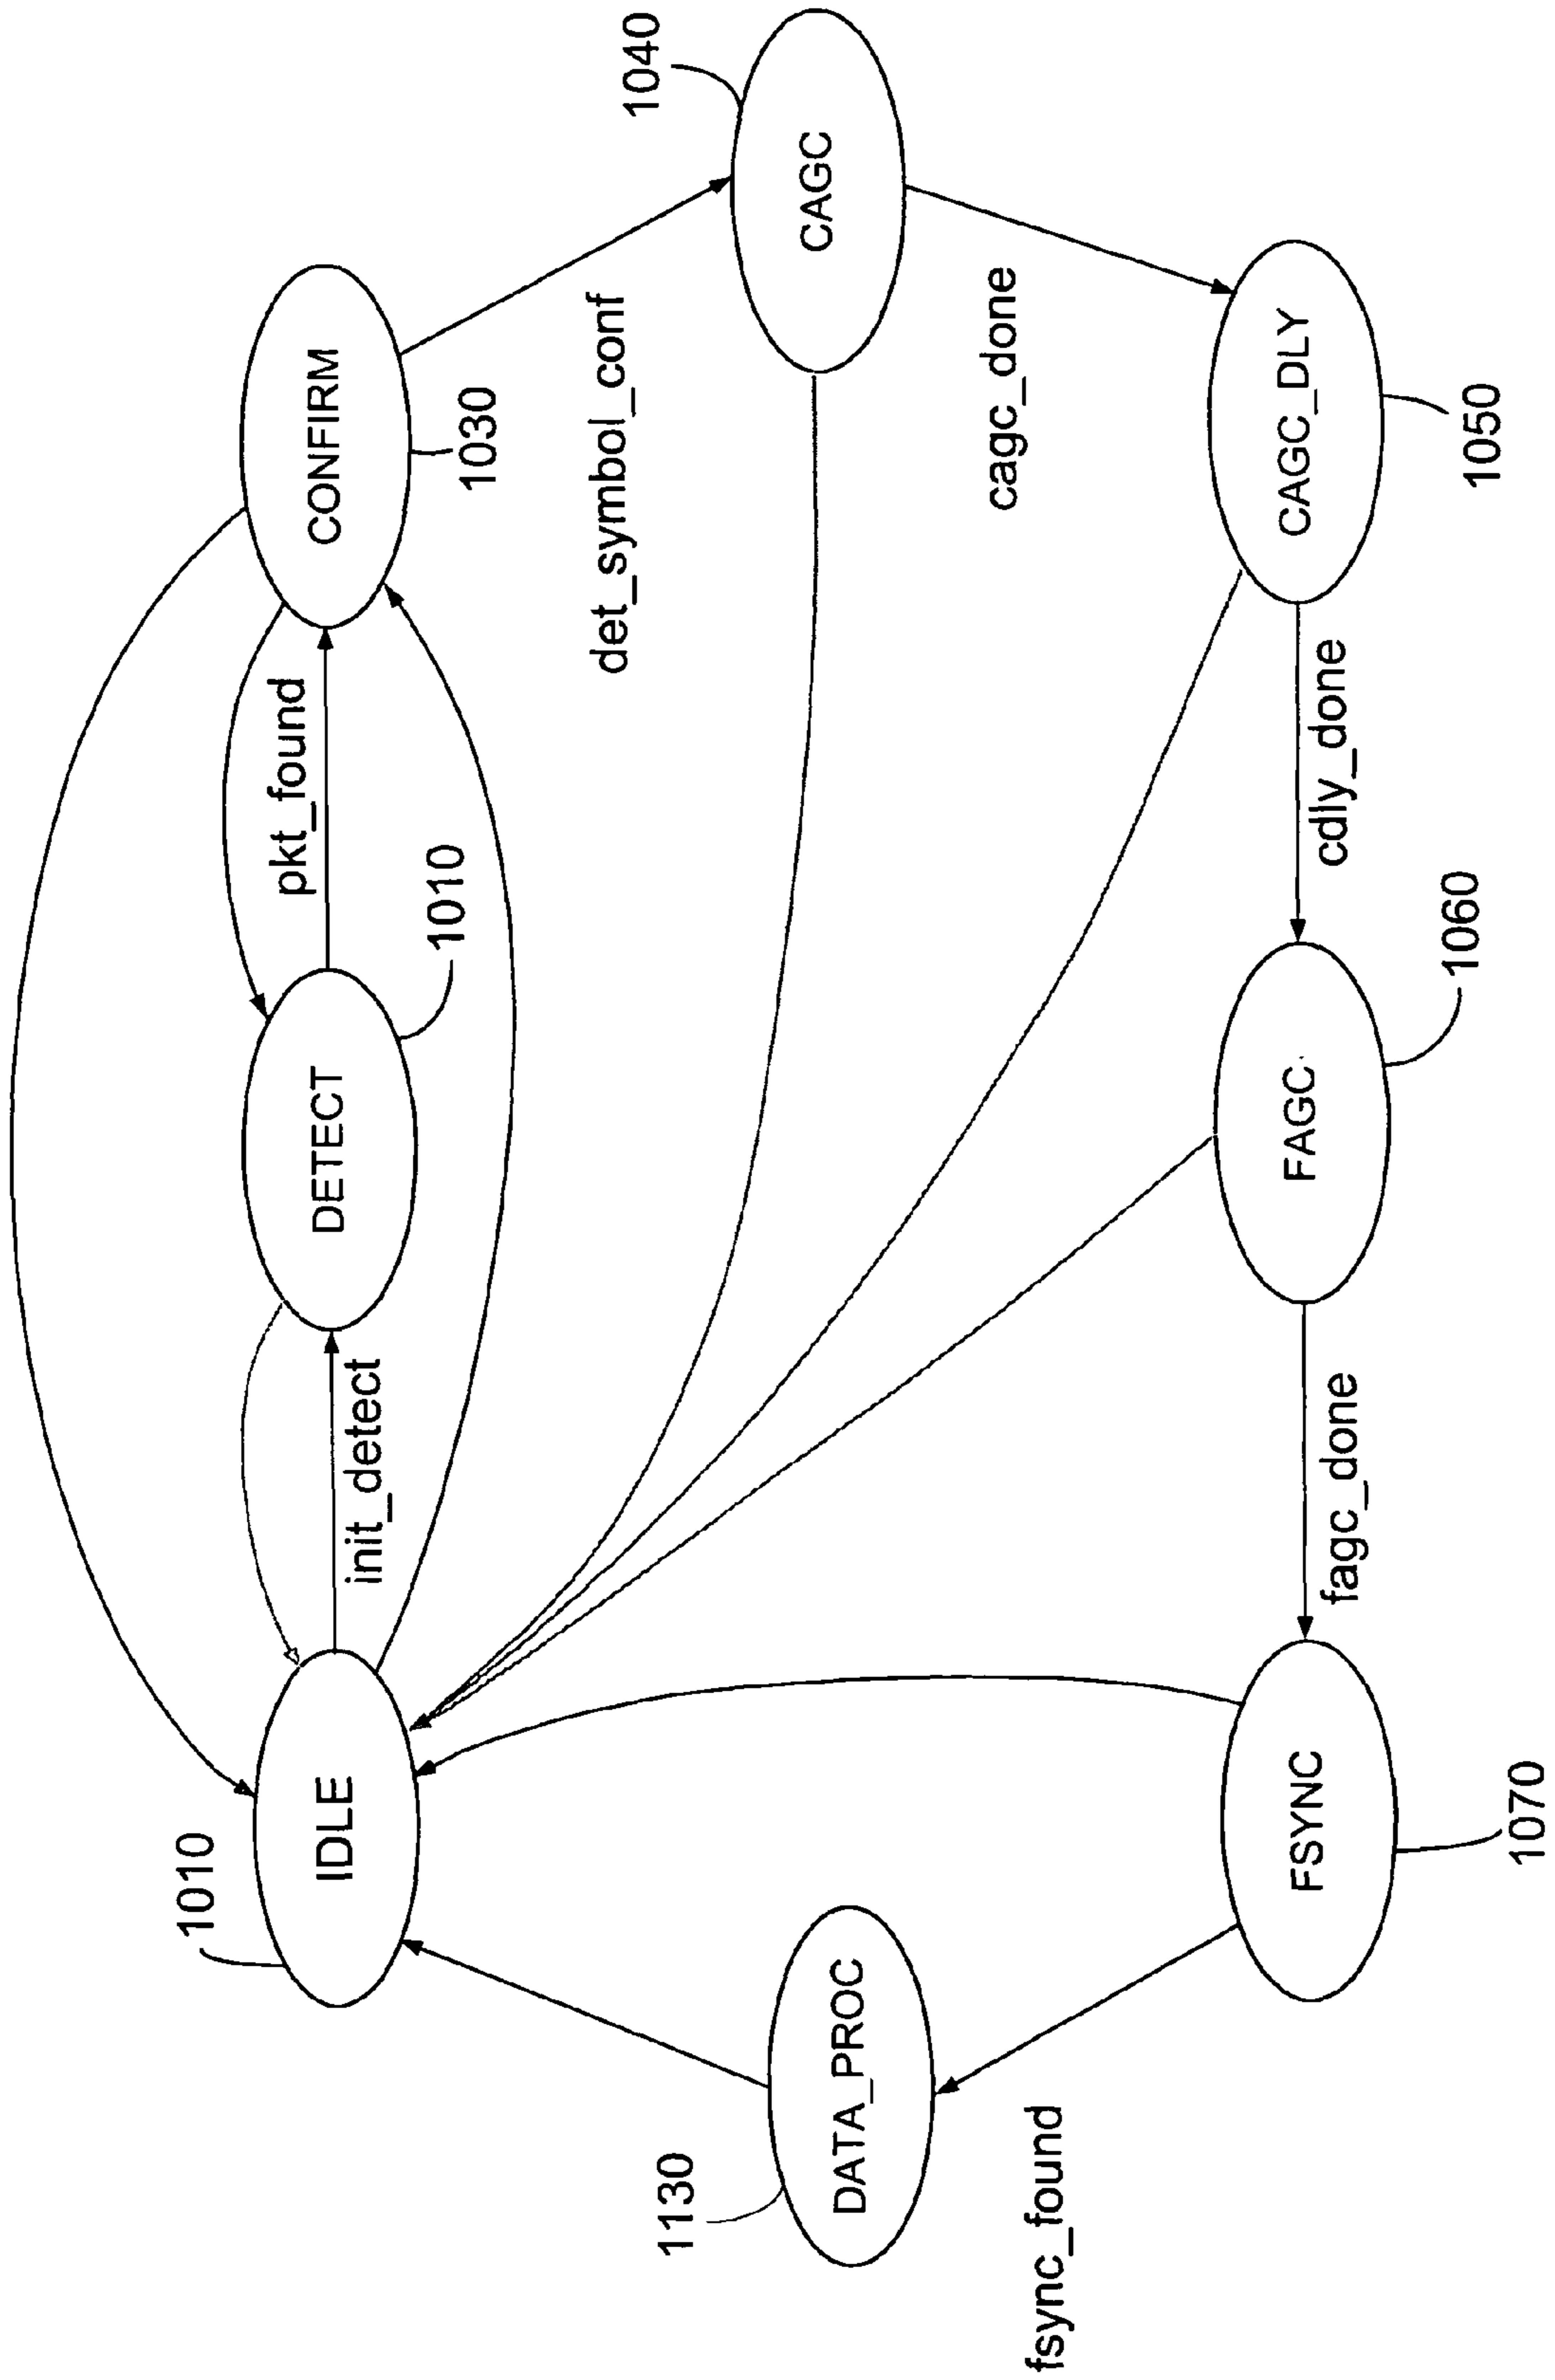 1010
IDLE
init_detect
DETECT
1010
pkt_found
CONFIRM
1030
det_symbol_conf
1040
CAGC
cagc_done
CAGC_DLY
1050
cdly_done
FAGC
1060
fagc_done
FSYNC
1070
fsync_found
DATA_PROC
1130